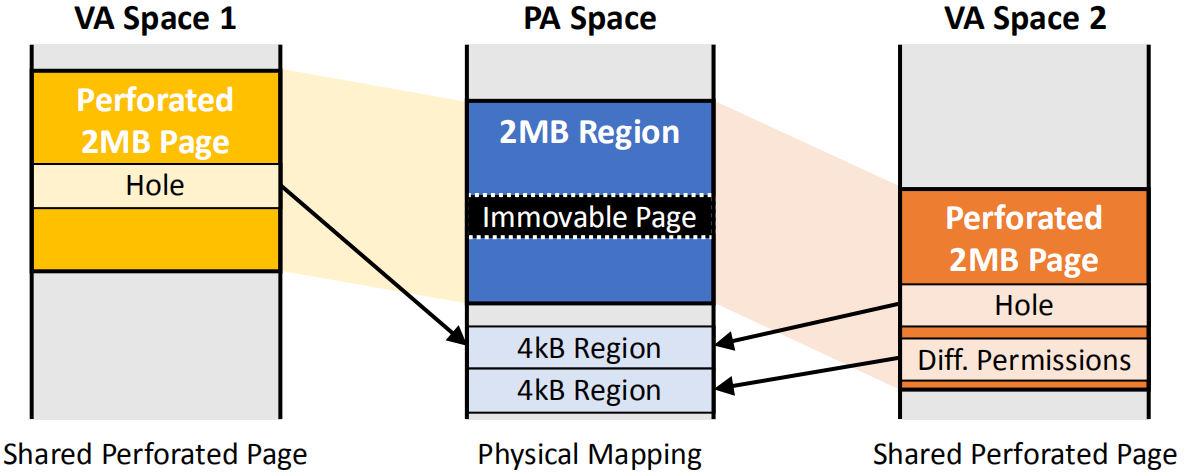 VA Space 1
PA Space
VA Space 2
Perforated
2MB Page
Hole
2MB Region
Immovable Page
4kB Region
4kB Region
Perforated
2MB Page
Hole
Diff. Permissions
Shared Perforated Page
Physical Mapping
Shared Perforated Page